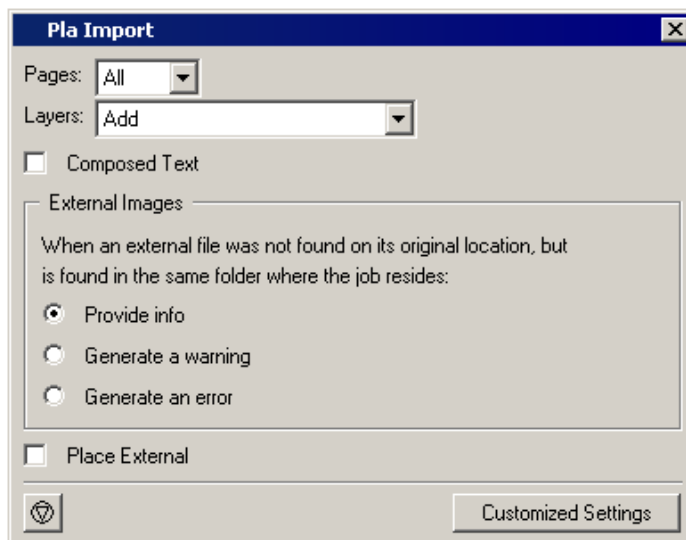 Pla Import
Pages: All
Layers: Add
Composed Text
External Images
When an external file was not found on its original location, but
is found in the same folder where the job resides:
Provide info
Generate a warning
Generate an error
Place External
Customized Settings